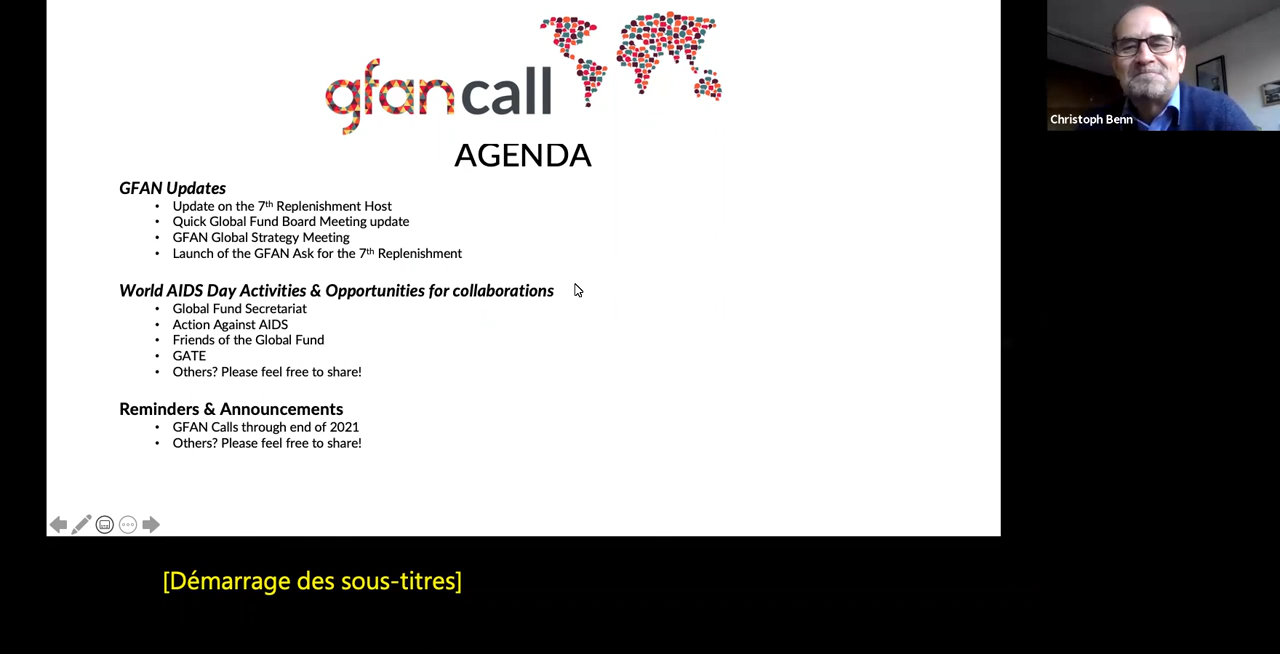 gfan call
Christoph Benn
AGENDA
GFAN Updates
• Update on the 7th Replenishment Host
• Quick Global Fund Board Meeting update
• GFAN Global Strategy Meeting
• Launch of the GFAN Ask for the 7th Replenishment
World AIDS Day Activities & Opportunities for collaborations
• Global Fund Secretariat
• Action Against AIDS
• Friends of the Global Fund
• GATE
• Others? Please feel free to share!
Reminders & Announcements
• GFAN Calls through end of 2021
• Others? Please feel free to share!
[Démarrage des sous-titres]